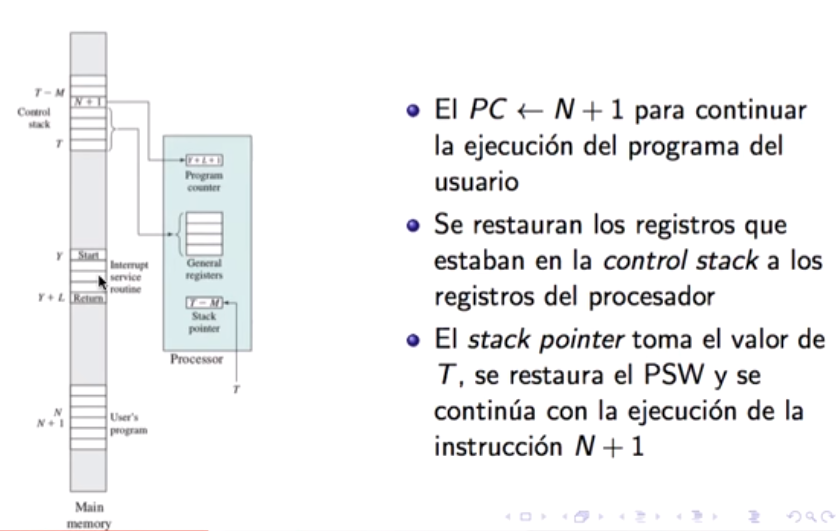 T − M
N + 1
Control
stack
T
Y + L + 1
Program
counter
Y
Start
Interrupt
service
routine
General
registers
Y + L
Return
T − M
Stack
pointer
Processor
T
N
N + 1
User's
program
Main
memory
El PC ← N + 1 para continuar
la ejecución del programa del
usuario
Se restauran los registros que
estaban en la control stack a los
registros del procesador
El stack pointer toma el valor de
T, se restaura el PSW y se
continúa con la ejecución de la
instrucción N + 1